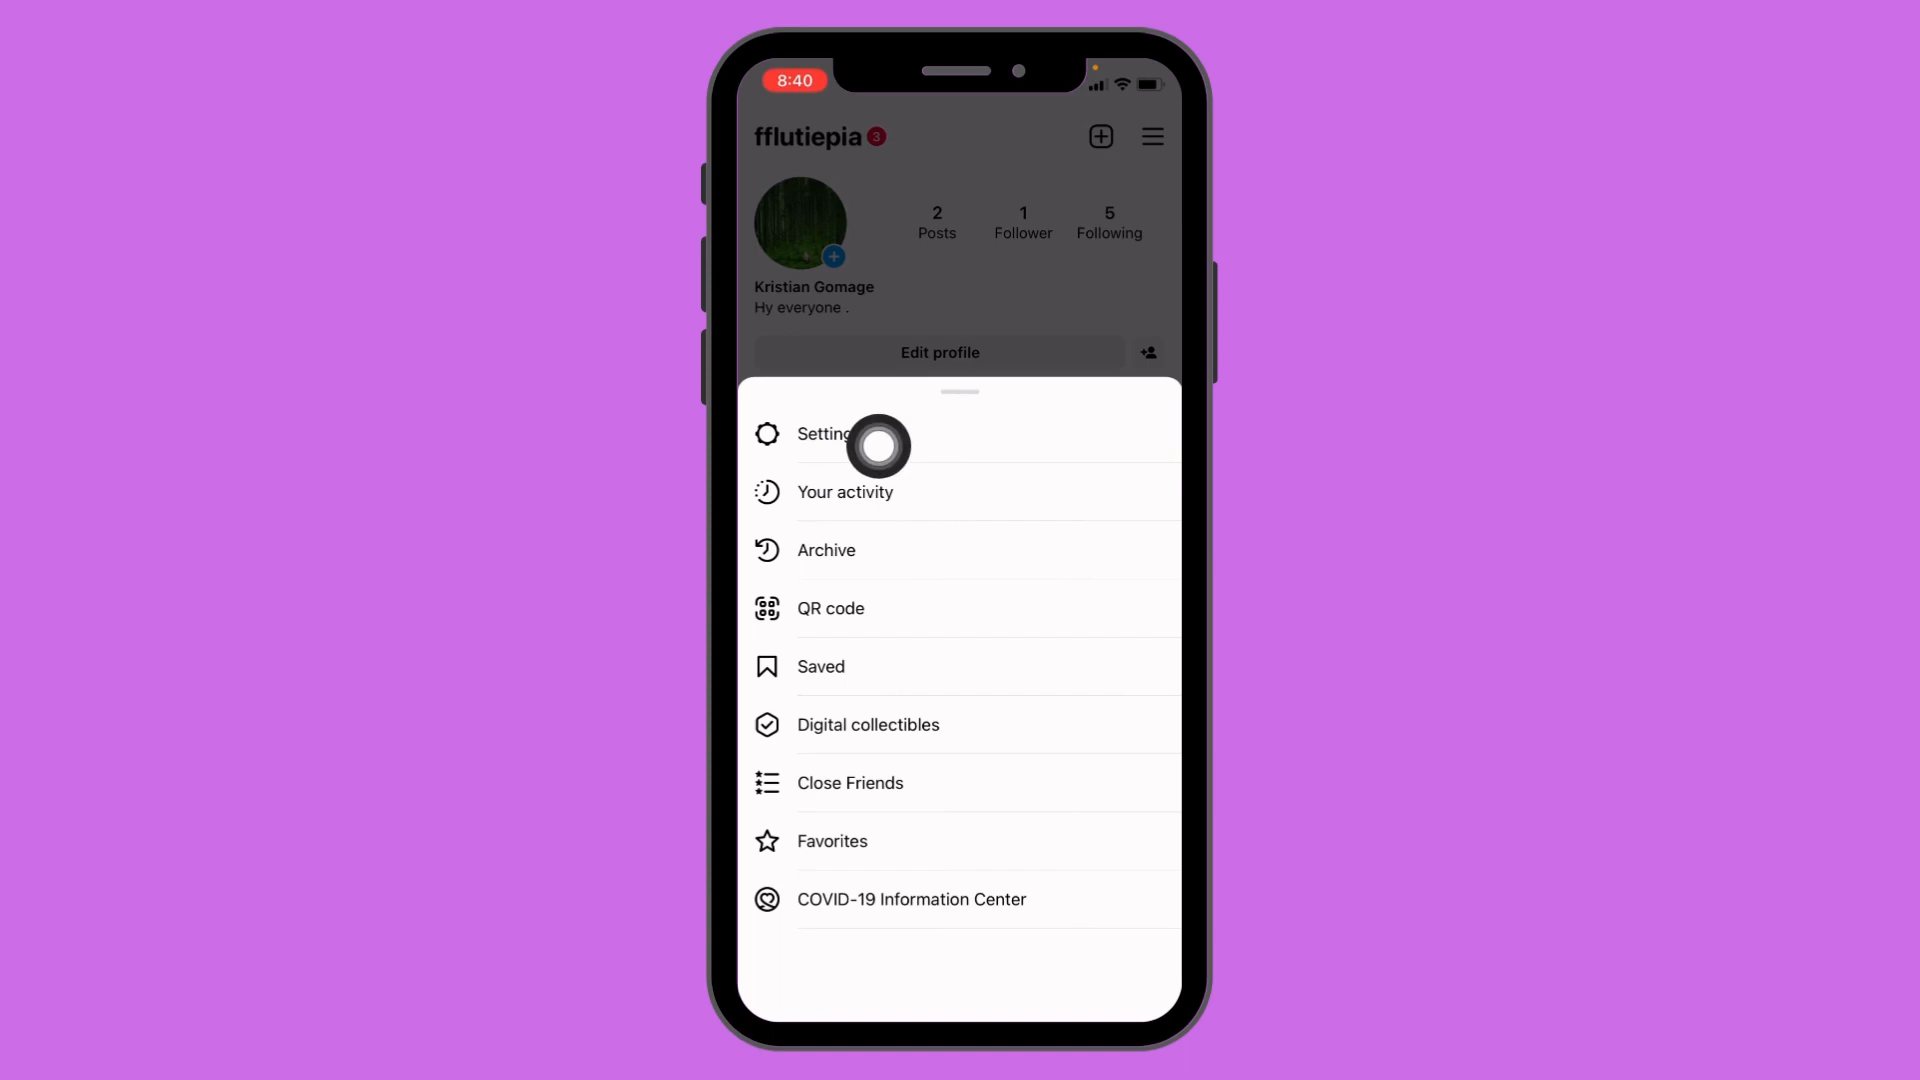 8:40
fflutiepia 3
2 1 5
Posts Follower Following
Kristian Gomage
Hy everyone .
Edit profile
Setting
Your activity
Archive
QR code
Saved
Digital collectibles
Close Friends
Favorites
COVID-19 Information Center